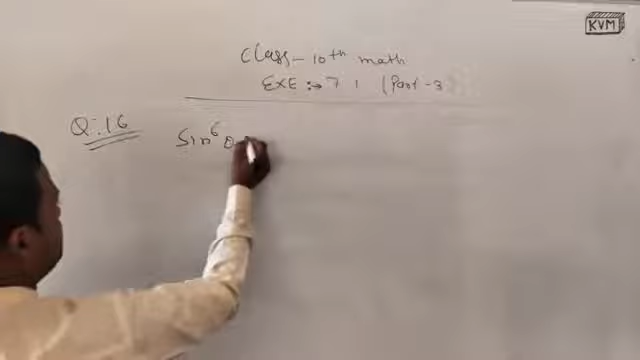 KVM
Class - 10th math
EXE :→ 7.1 (Part - 3
Q:.16
Sin⁶ θ